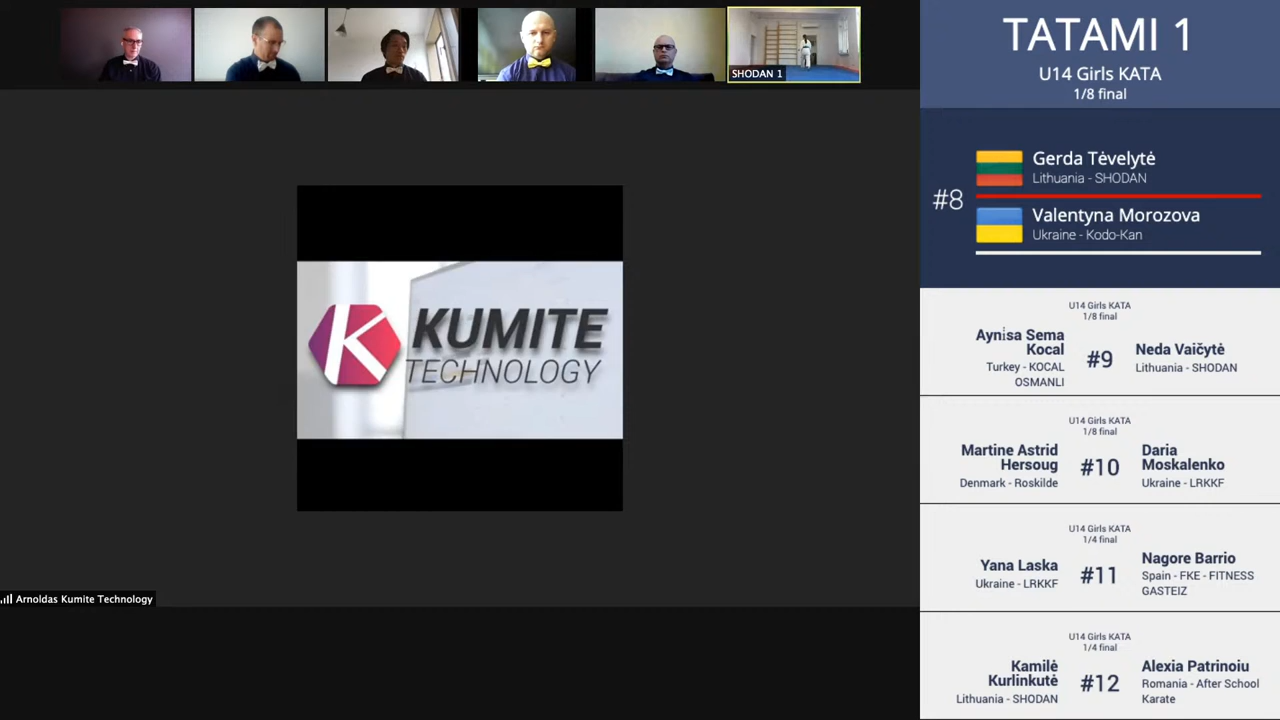 SHODAN 1
KUMITE
TECHNOLOGY
Arnoldas Kumite Technology
TATAMI 1
U14 Girls KATA
1/8 final
#8
Gerda Tėvelytė
Lithuania - SHODAN
Valentyna Morozova
Ukraine - Kodo-Kan
U14 Girls KATA
1/8 final
Ayni̇sa Sema
Kocal
Turkey - KOCAL
OSMANLI
#9
Neda Vaičytė
Lithuania - SHODAN
U14 Girls KATA
1/8 final
Martine Astrid
Hersoug
Denmark - Roskilde
#10
Daria
Moskalenko
Ukraine - LRKKF
U14 Girls KATA
1/4 final
Yana Laska
Ukraine - LRKKF
#11
Nagore Barrio
Spain - FKE - FITNESS
GASTEIZ
U14 Girls KATA
1/4 final
Kamilė
Kurlinkutė
Lithuania - SHODAN
#12
Alexia Patrinoiu
Romania - After School
Karate